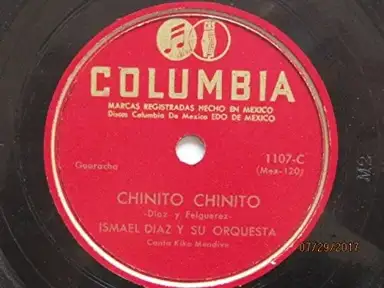 COLUMBIA
MARCAS REGISTRADAS HECHO EN MEXICO
Discos Columbia De Mexico EDO DE MEXICO
Guaracha
1107-C
(Mex-120)
CHINITO CHINITO
-Diaz y Felguerez-
ISMAEL DIAZ Y SU ORQUESTA
Canta Kiko Mendive
M2
07/29/2017